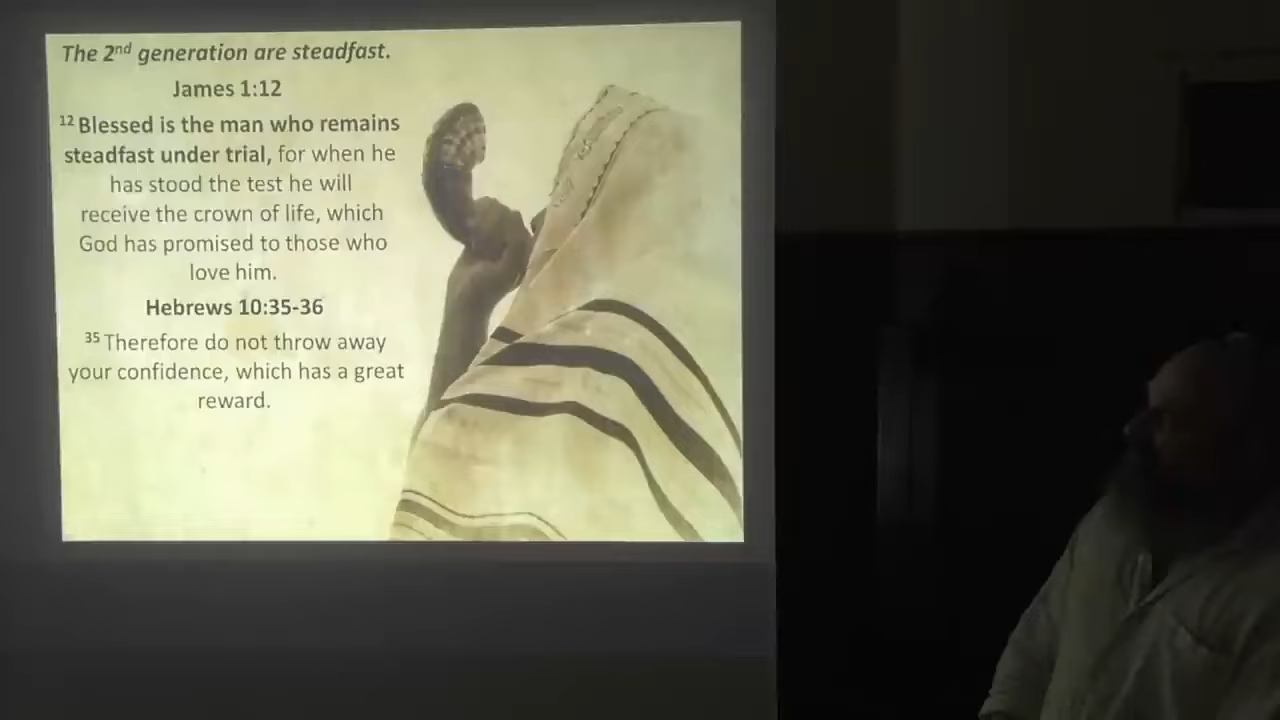 The 2nd generation are steadfast.
James 1:12
12 Blessed is the man who remains
steadfast under trial, for when he
has stood the test he will
receive the crown of life, which
God has promised to those who
love him.
Hebrews 10:35-36
35 Therefore do not throw away
your confidence, which has a great
reward.